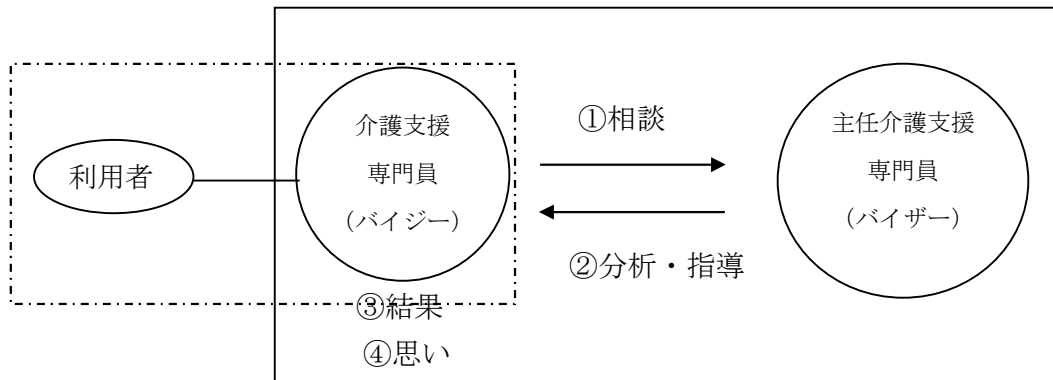 利用者
介護支援
専門員
（バイジー）
①相談
②分析・指導
主任介護支援
専門員
（バイザー）
③結果
④思い